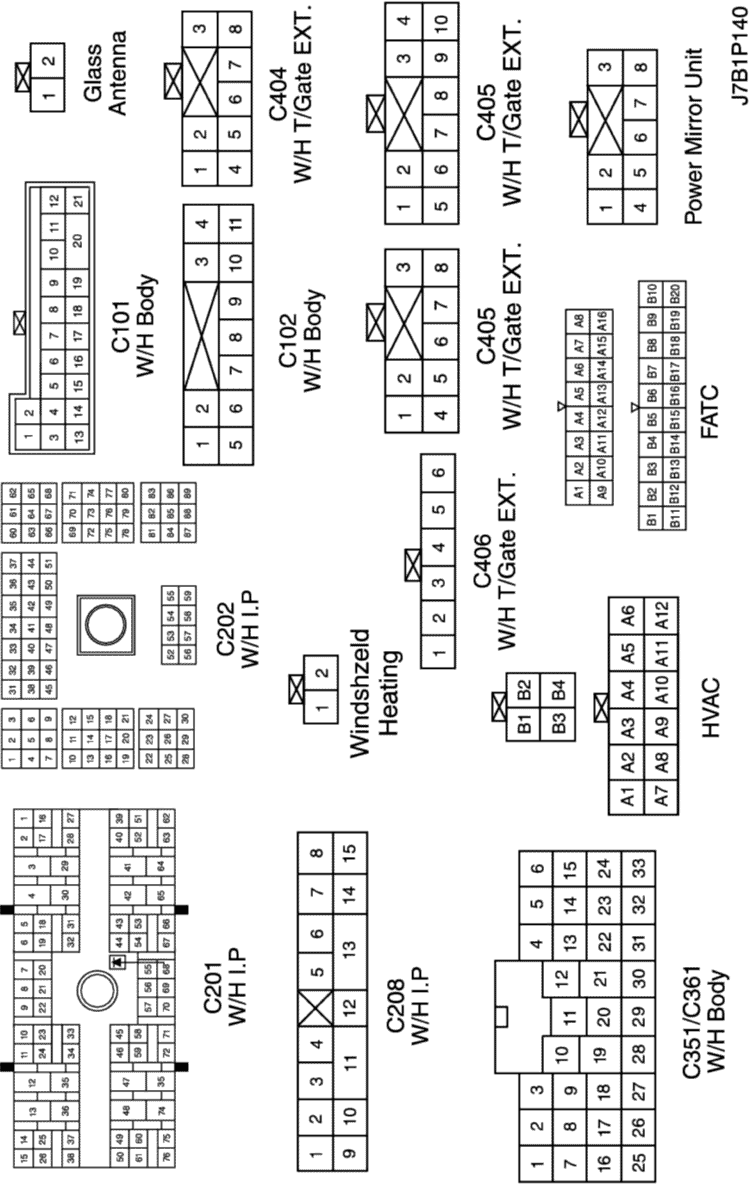 15 14 13 12 11 10 9 8 7 6 5 4 3 2 1
26 25 24 23 22 21 20 19 18 17 16
38 37 36 35 34 33 32 31 30 29 28 27
50 49 48 47 46 45 44 43 42 41 40 39
61 60 59 58 57 56 55 54 53 52 51
76 75 74 35 72 71 70 69 68 67 66 65 64 63 62
C201
W/H I.P
1 2 3
4 5 6
7 8 9
10 11 12
13 14 15
16 17 18
19 20 21
22 23 24
25 26 27
28 29 30
31 32 33 34 35 36 37
38 39 40 41 42 43 44
45 46 47 48 49 50 51
52 53 54 55
56 57 58 59
60 61 62
63 64 65
66 67 68
69 70 71
72 73 74
75 76 77
78 79 80
81 82 83
84 85 86
87 88 89
C202
W/H I.P
1 2
3 4 5 6 7 8 9 10 11 12
13 14 15 16 17 18 19 20 21
C101
W/H Body
1 2
Glass
Antenna
1 2 3 4 5 6 7 8
9 10 11 12 13 14 15
C208
W/H I.P
1 2
Windshzeld
Heating
1 2 3 4
5 6 7 8 9 10 11
C102
W/H Body
1 2 3
4 5 6 7 8
C404
W/H T/Gate EXT.
1 2 3 4 5 6
C406
W/H T/Gate EXT.
1 2 3
4 5 6 7 8
C405
W/H T/Gate EXT.
1 2 3 4
5 6 7 8 9 10
C405
W/H T/Gate EXT.
1 2 3 4 5 6
7 8 9 10 11 12 13 14 15
16 17 18 19 20 21 22 23 24
25 26 27 28 29 30 31 32 33
C351/C361
W/H Body
B1 B2
B3 B4
A1 A2 A3 A4 A5 A6
A7 A8 A9 A10 A11 A12
HVAC
A1 A2 A3 A4 A5 A6 A7 A8
A9 A10 A11 A12 A13 A14 A15 A16
B1 B2 B3 B4 B5 B6 B7 B8 B9 B10
B11 B12 B13 B14 B15 B16 B17 B18 B19 B20
FATC
1 2 3
4 5 6 7 8
Power Mirror Unit
J7B1P140